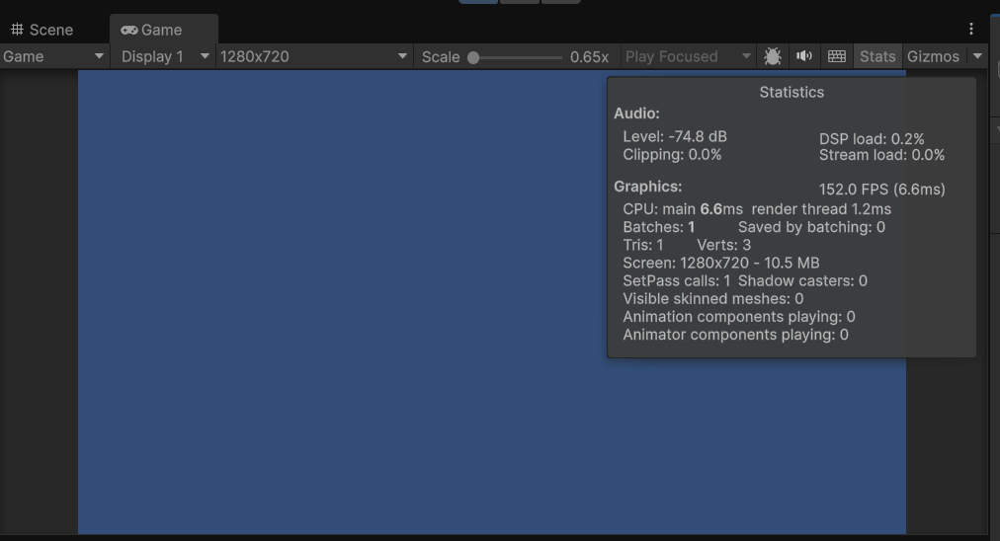 Scene Game
Game Display 1 1280x720 Scale 0.65x Play Focused Stats Gizmos
Statistics
Audio:
Level: -74.8 dB DSP load: 0.2%
Clipping: 0.0% Stream load: 0.0%
Graphics: 152.0 FPS (6.6ms)
CPU: main 6.6ms render thread 1.2ms
Batches: 1 Saved by batching: 0
Tris: 1 Verts: 3
Screen: 1280x720 - 10.5 MB
SetPass calls: 1 Shadow casters: 0
Visible skinned meshes: 0
Animation components playing: 0
Animator components playing: 0